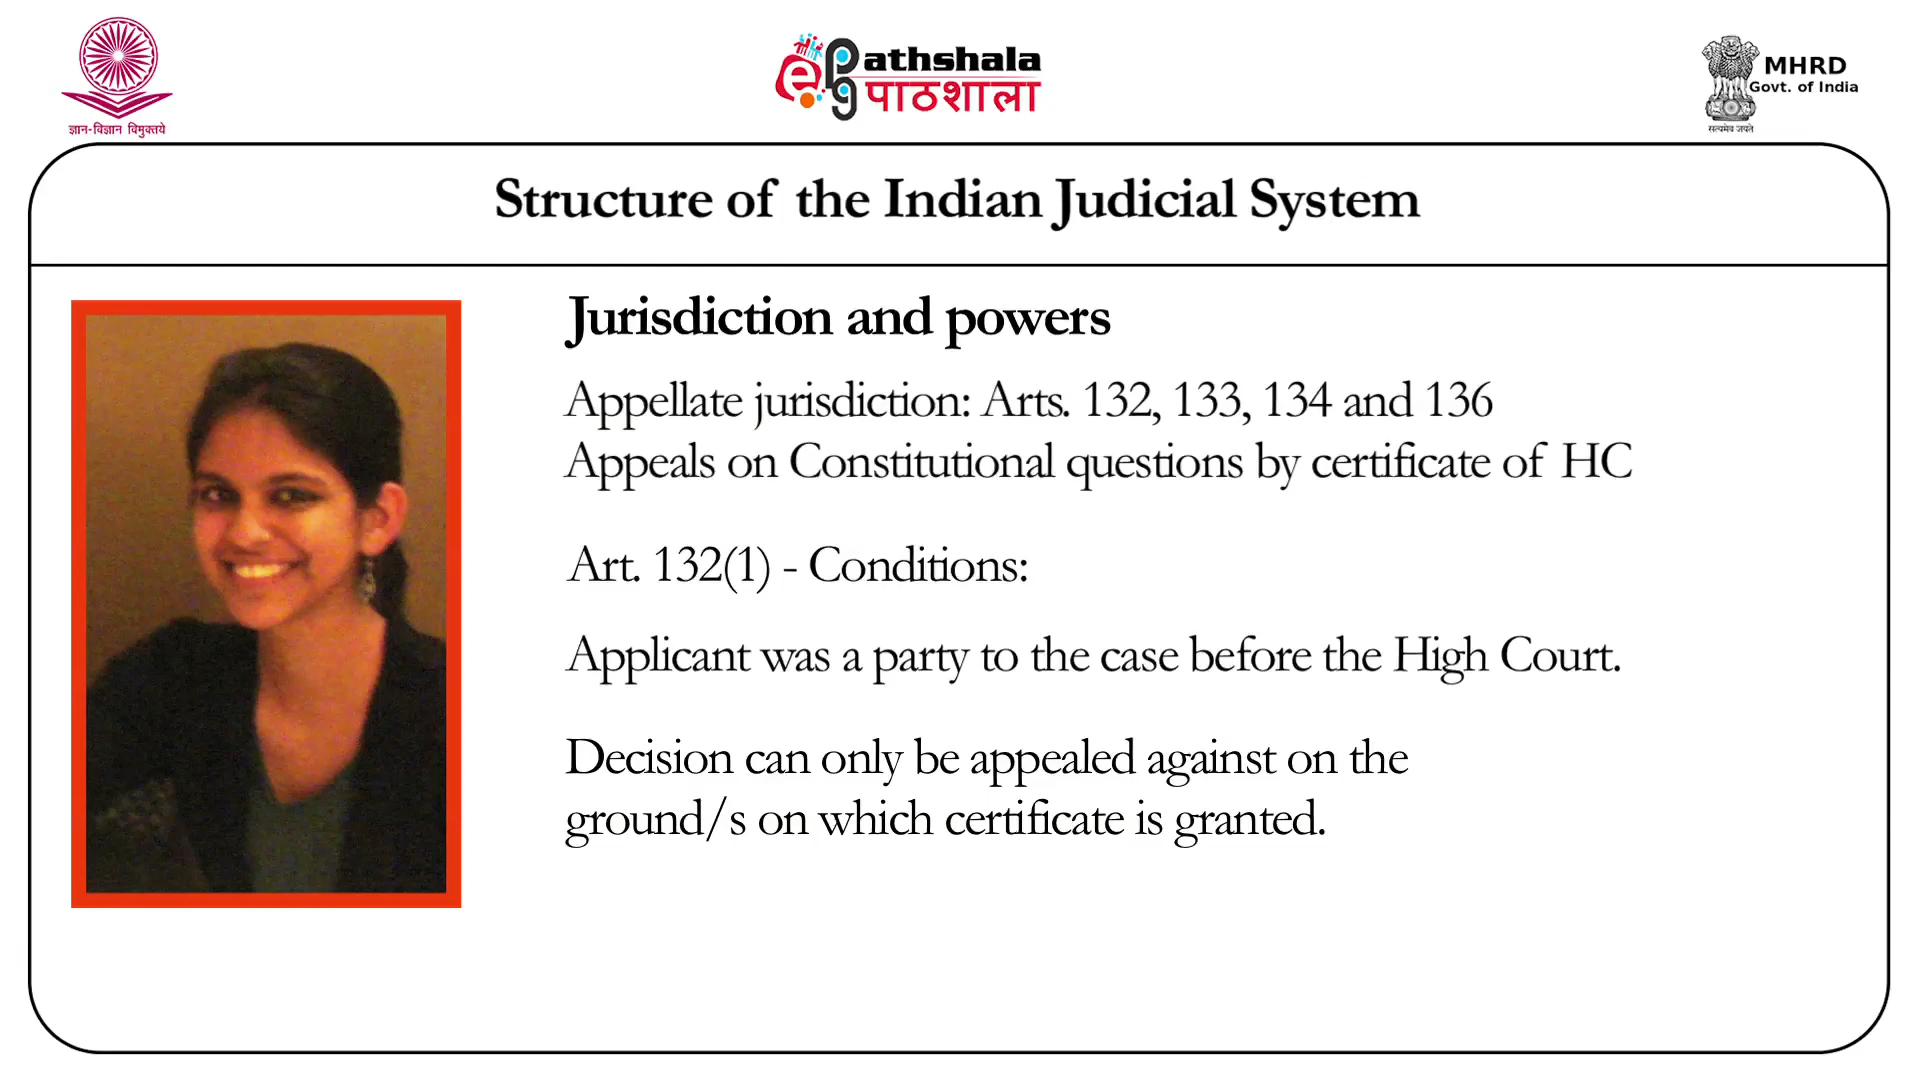 ज्ञान-विज्ञान विमुक्तये
ePathshala
pg पाठशाला
MHRD
Govt. of India
सत्यमेव जयते
Structure of the Indian Judicial System
Jurisdiction and powers
Appellate jurisdiction: Arts. 132, 133, 134 and 136
Appeals on Constitutional questions by certificate of HC
Art. 132(1) - Conditions:
Applicant was a party to the case before the High Court.
Decision can only be appealed against on the
ground/s on which certificate is granted.